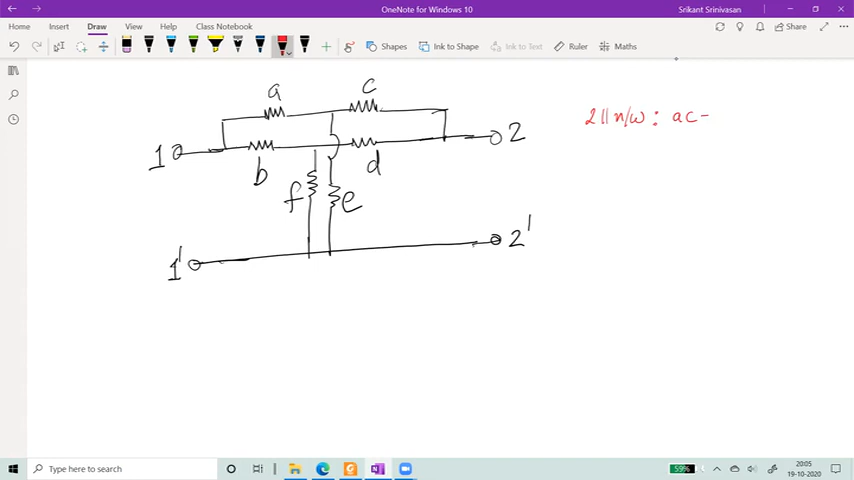 OneNote for Windows 10
Srikant Srinivasan
Home Insert Draw View Help Class Notebook
Share
Shapes Ink to Shape Ink to Text Ruler Maths
a c
1 2
b d
f e
1' 2'
2 || n/w : ac-
Type here to search
59%
20:05
19-10-2020